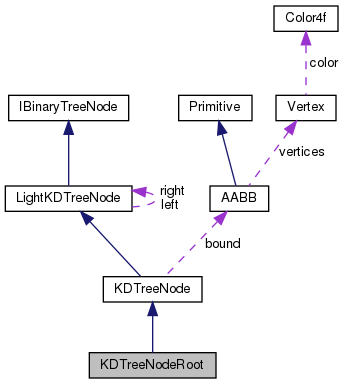 Color4f
color
IBinaryTreeNode
Primitive
Vertex
vertices
right
left
LightKDTreeNode
AABB
bound
KDTreeNode
KDTreeNodeRoot